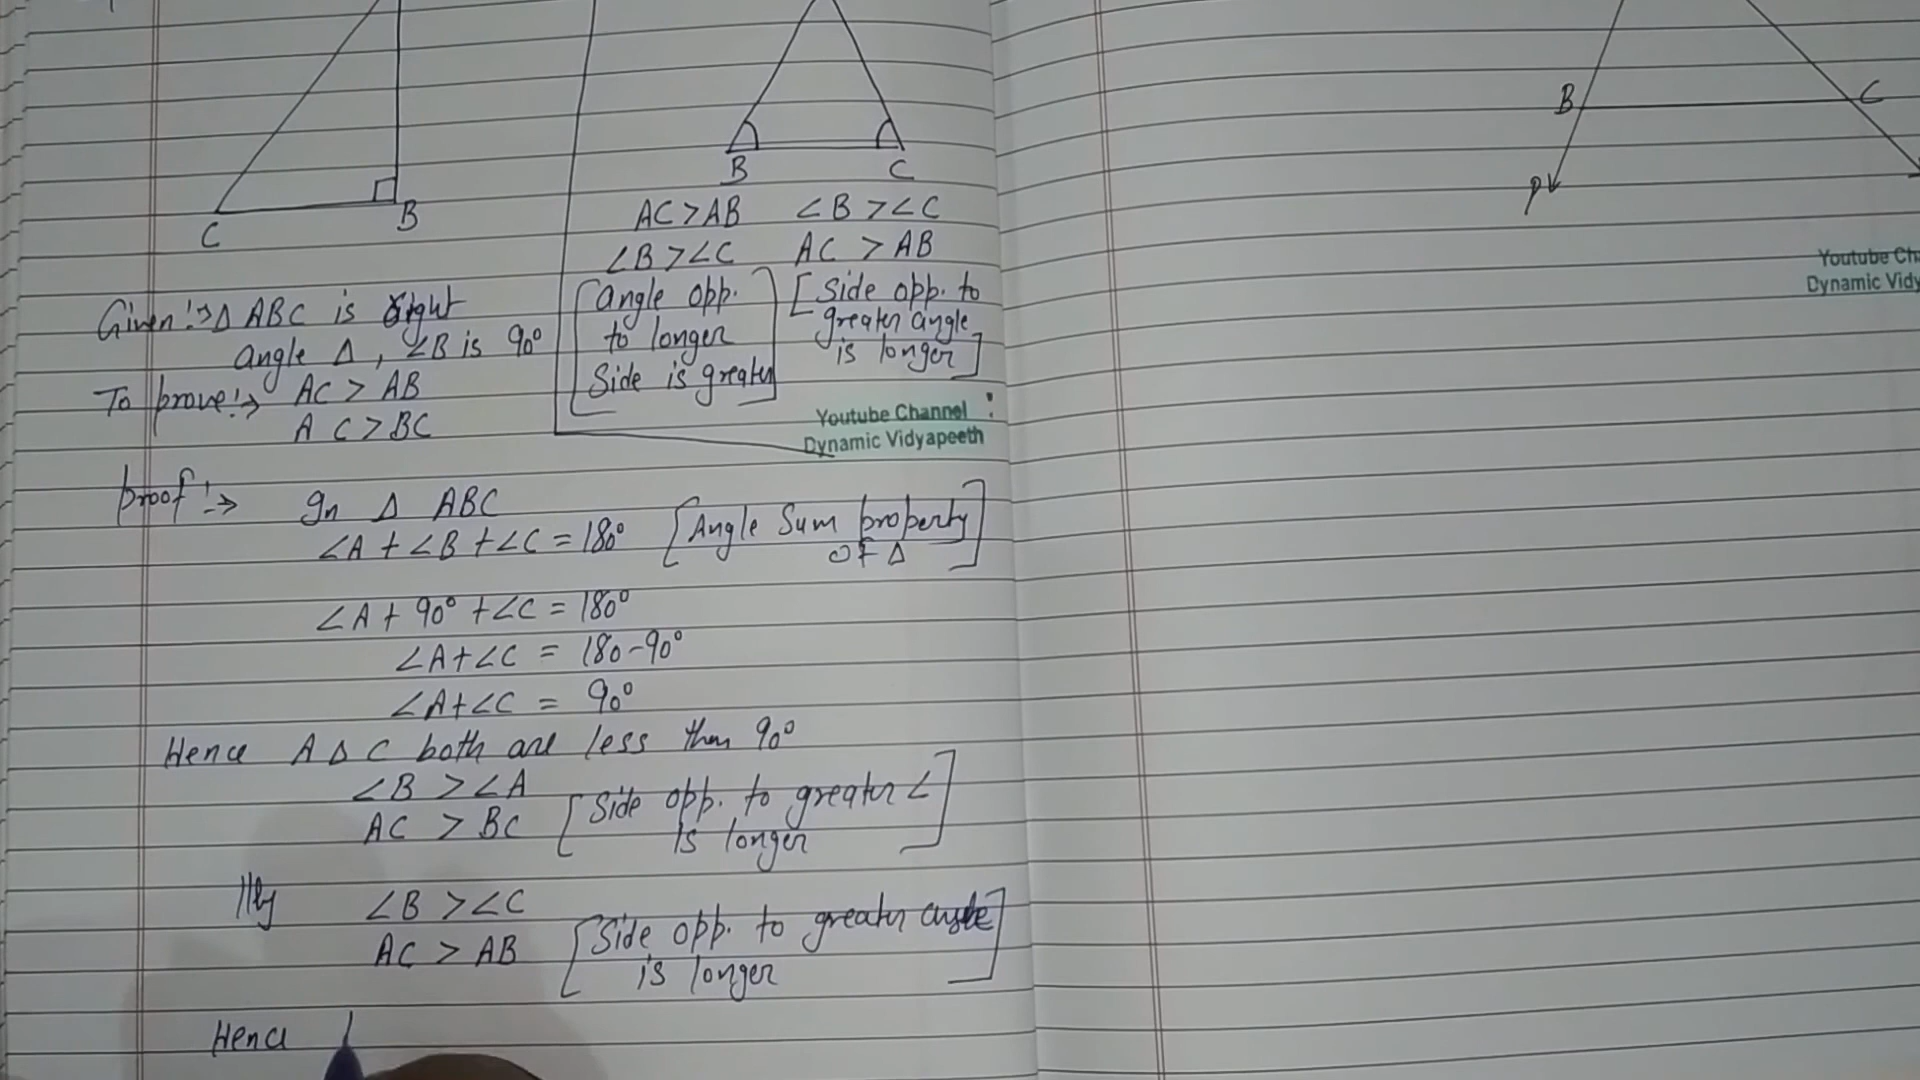 C
B
Given:→ Δ ABC is right
angle Δ, ∠B is 90°
To prove:→ AC > AB
AC > BC
B
C
AC > AB
∠B > ∠C
[angle opp.
to longer
Side is greater]
∠B > ∠C
AC > AB
[Side opp. to
greater angle
is longer]
Youtube Channel :
Dynamic Vidyapeeth
proof:→ In Δ ABC
∠A + ∠B + ∠C = 180° [Angle Sum property
of Δ]
∠A + 90° + ∠C = 180°
∠A + ∠C = 180-90°
∠A + ∠C = 90°
Hence A Δ C both are less than 90°
∠B > ∠A
AC > BC [Side opp. to greater ∠
is longer]
||ly ∠B > ∠C
AC > AB [Side opp. to greater angle
is longer]
Hence
B
C
P
Youtube Ch
Dynamic Vidy